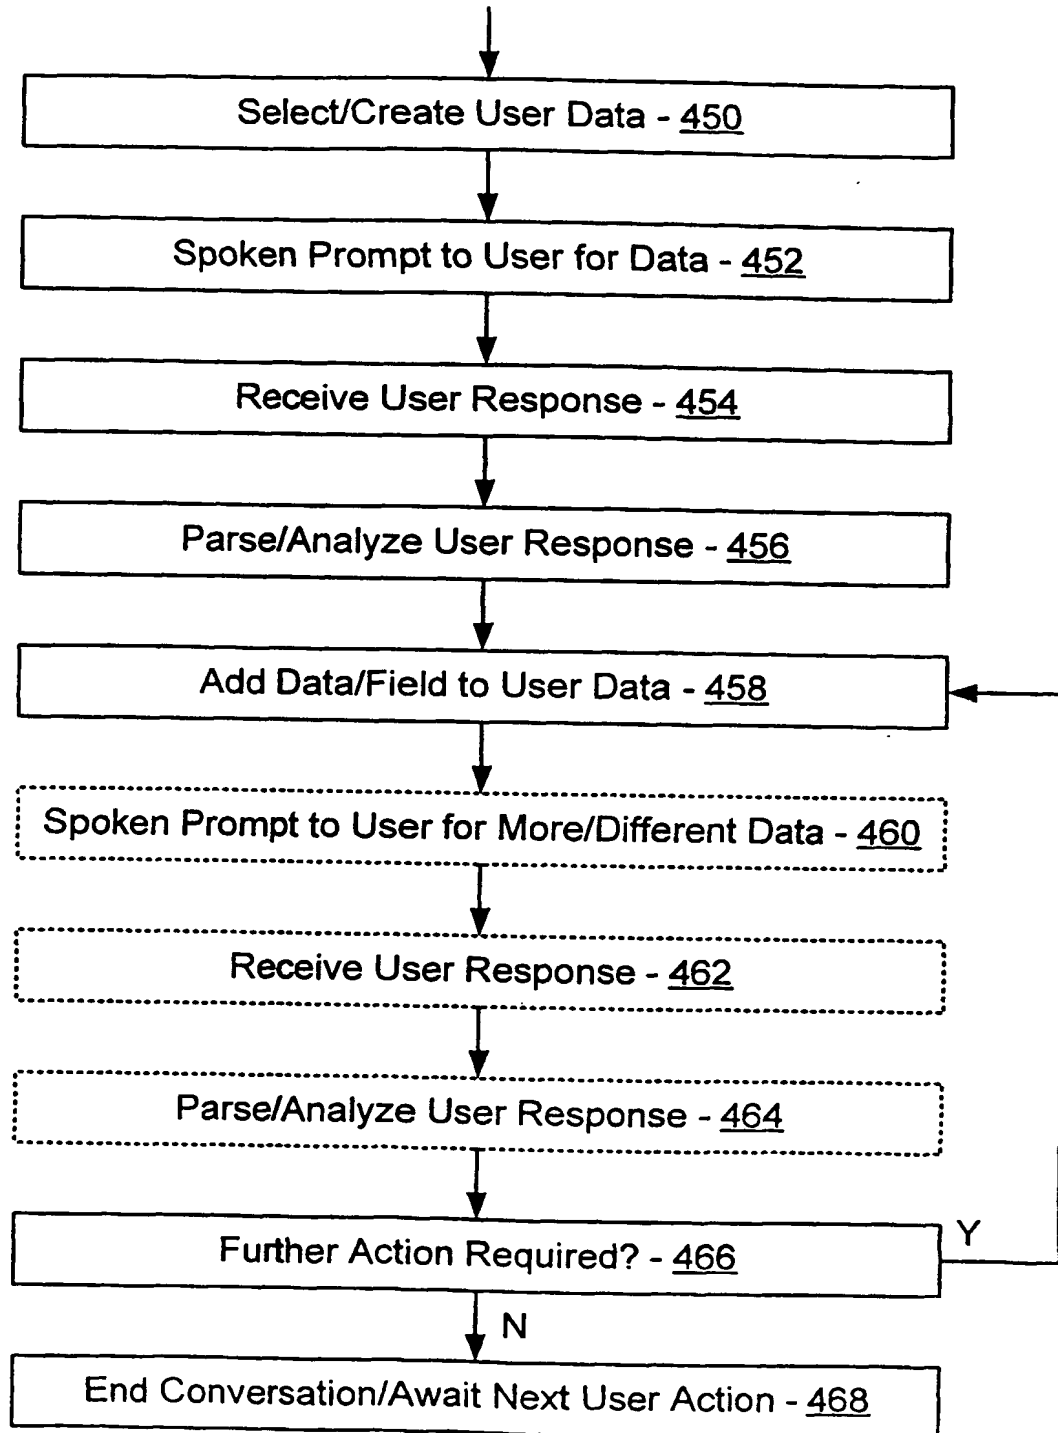 Select/Create User Data - 450
Spoken Prompt to User for Data - 452
Receive User Response - 454
Parse/Analyze User Response - 456
Add Data/Field to User Data - 458
Spoken Prompt to User for More/Different Data - 460
Receive User Response - 462
Parse/Analyze User Response - 464
Further Action Required? - 466
Y
N
End Conversation/Await Next User Action - 468